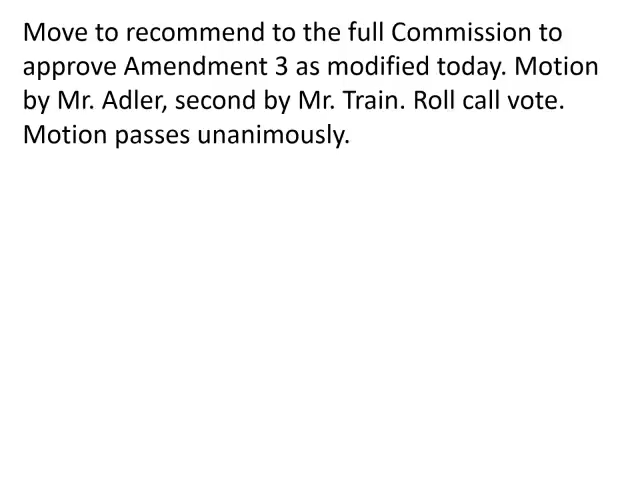 Move to recommend to the full Commission to
approve Amendment 3 as modified today. Motion
by Mr. Adler, second by Mr. Train. Roll call vote.
Motion passes unanimously.